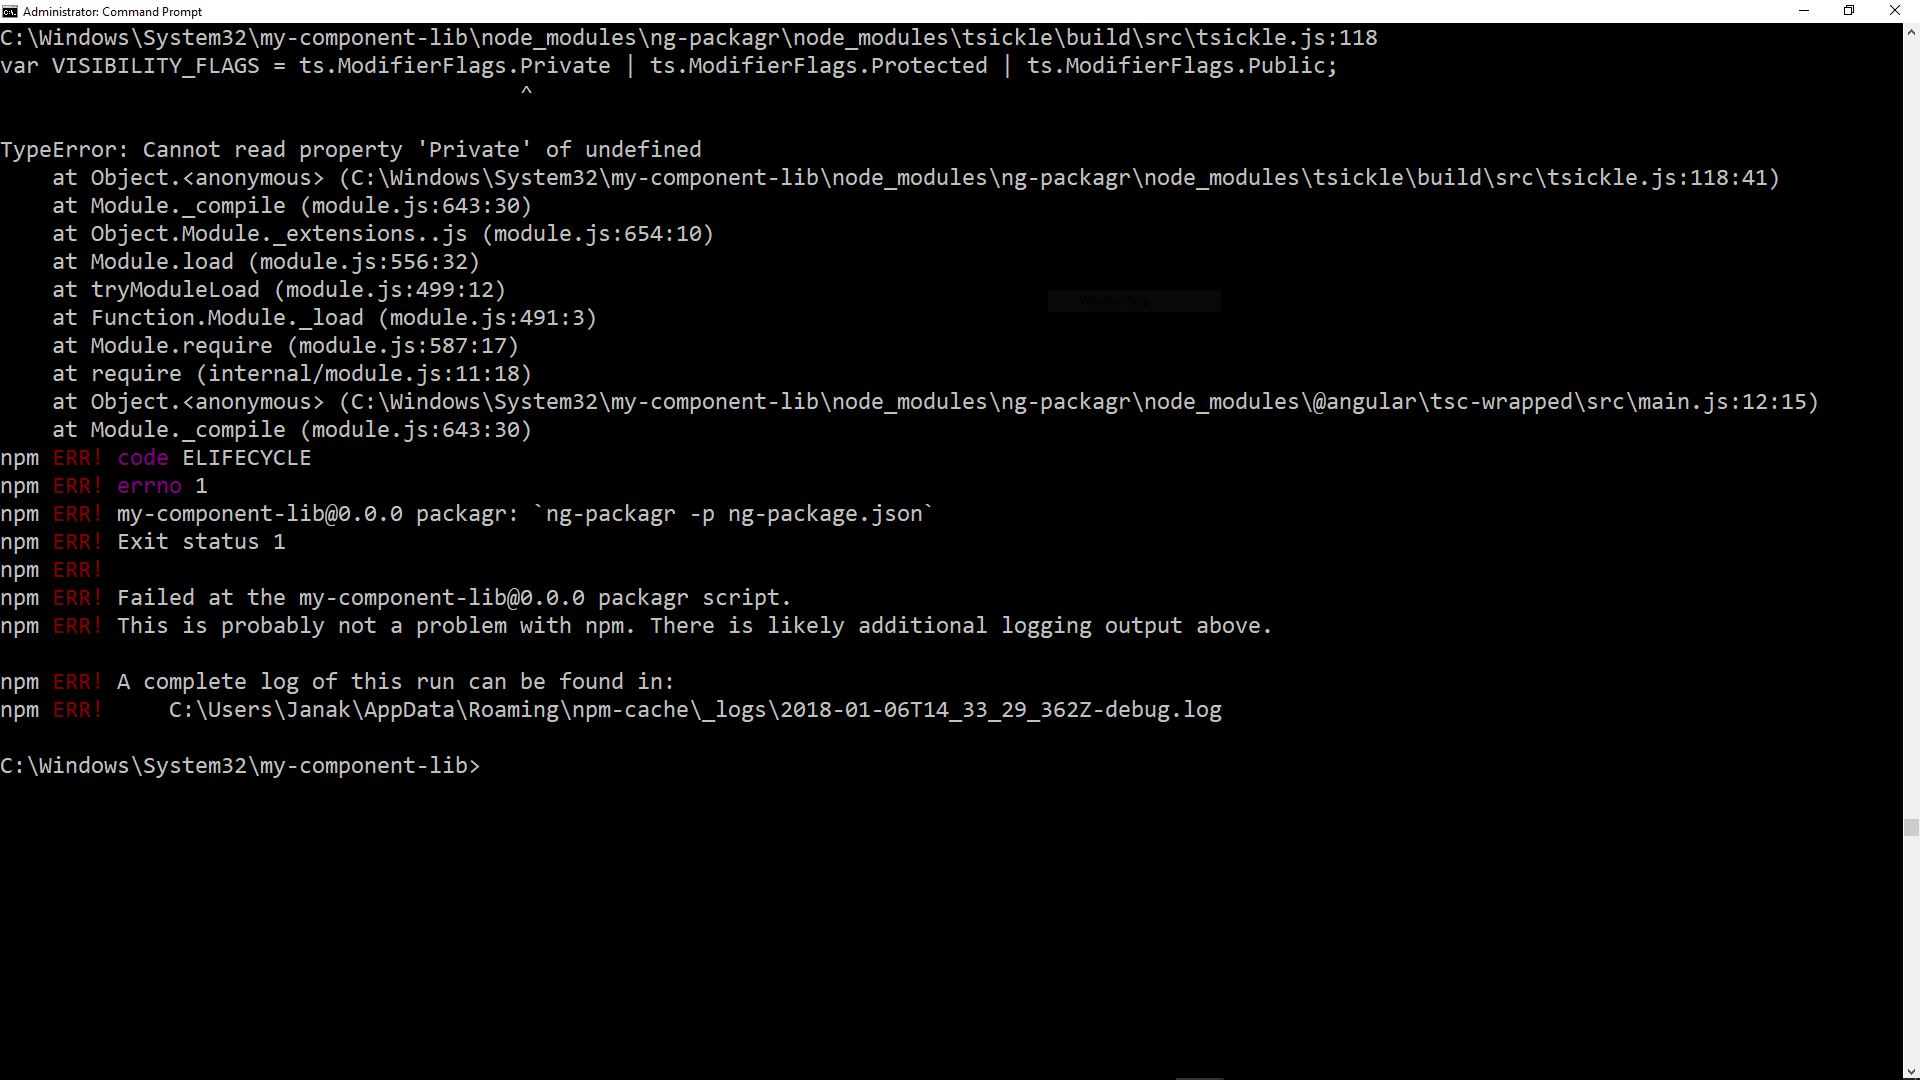 Administrator: Command Prompt
C:\Windows\System32\my-component-lib\node_modules\ng-packagr\node_modules\tsickle\build\src\tsickle.js:118
var VISIBILITY_FLAGS = ts.ModifierFlags.Private | ts.ModifierFlags.Protected | ts.ModifierFlags.Public;
^
TypeError: Cannot read property 'Private' of undefined
at Object.<anonymous> (C:\Windows\System32\my-component-lib\node_modules\ng-packagr\node_modules\tsickle\build\src\tsickle.js:118:41)
at Module._compile (module.js:643:30)
at Object.Module._extensions..js (module.js:654:10)
at Module.load (module.js:556:32)
at tryModuleLoad (module.js:499:12)
at Function.Module._load (module.js:491:3)
at Module.require (module.js:587:17)
at require (internal/module.js:11:18)
at Object.<anonymous> (C:\Windows\System32\my-component-lib\node_modules\ng-packagr\node_modules\@angular\tsc-wrapped\src\main.js:12:15)
at Module._compile (module.js:643:30)
npm ERR! code ELIFECYCLE
npm ERR! errno 1
npm ERR! my-component-lib@0.0.0 packagr: `ng-packagr -p ng-package.json`
npm ERR! Exit status 1
npm ERR!
npm ERR! Failed at the my-component-lib@0.0.0 packagr script.
npm ERR! This is probably not a problem with npm. There is likely additional logging output above.
npm ERR! A complete log of this run can be found in:
npm ERR!     C:\Users\Janak\AppData\Roaming\npm-cache\_logs\2018-01-06T14_33_29_362Z-debug.log
C:\Windows\System32\my-component-lib>